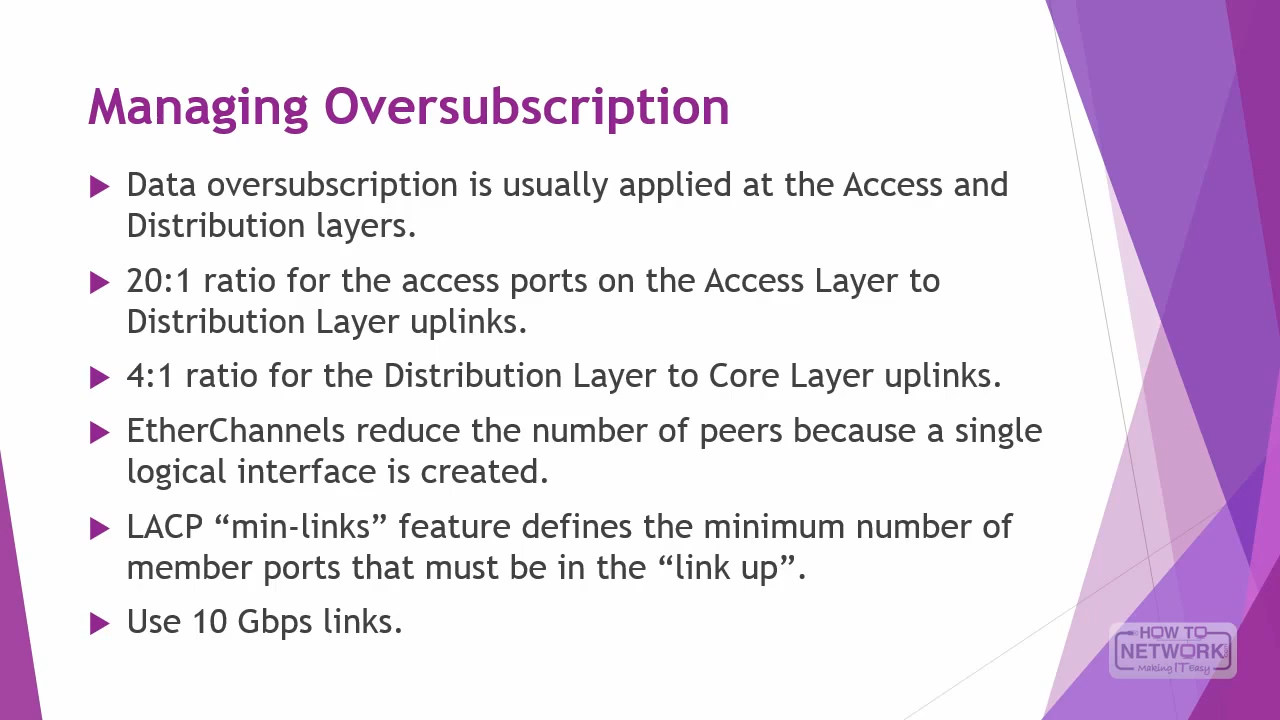 Managing Oversubscription
Data oversubscription is usually applied at the Access and
Distribution layers.
20:1 ratio for the access ports on the Access Layer to
Distribution Layer uplinks.
4:1 ratio for the Distribution Layer to Core Layer uplinks.
EtherChannels reduce the number of peers because a single
logical interface is created.
LACP “min-links” feature defines the minimum number of
member ports that must be in the “link up”.
Use 10 Gbps links.
HOW TO
NETWORK
Making IT Easy